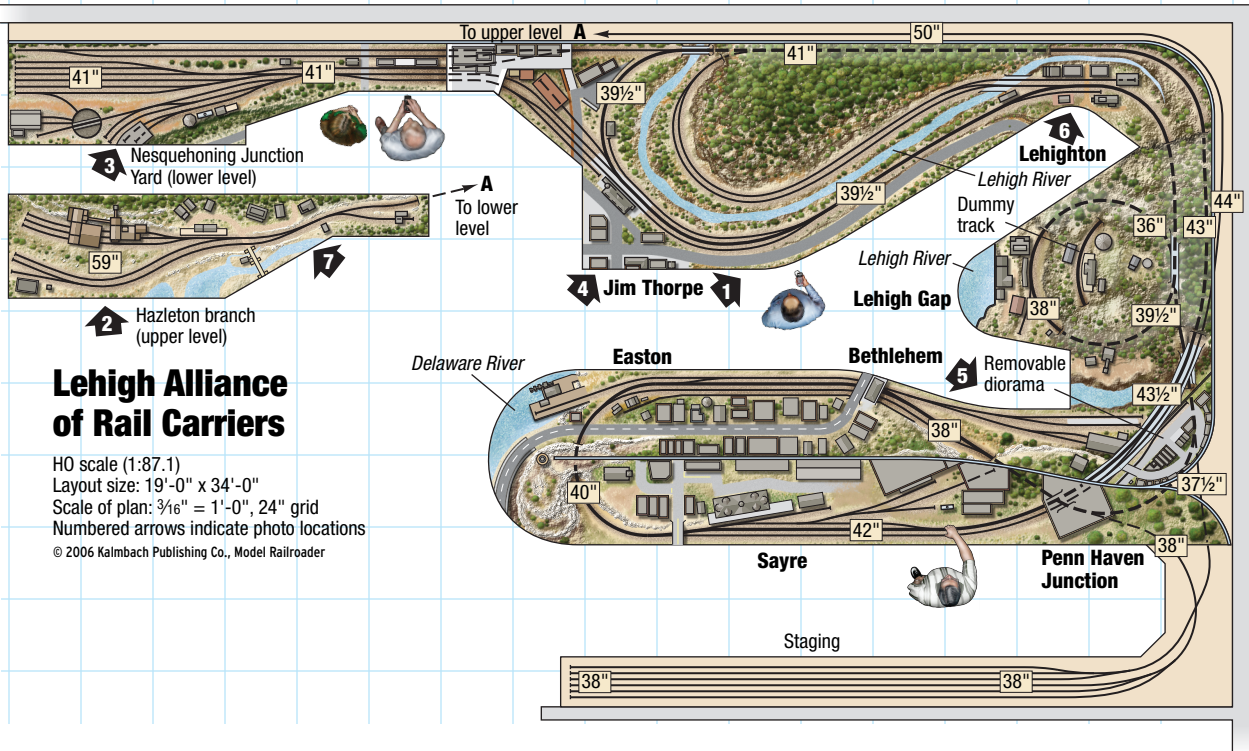 To upper level A
50"
41"
41"
41"
39½"
6
Lehighton
3
Nesquehoning Junction
Yard (lower level)
Lehigh River
39½"
Dummy
track
A
To lower
level
44"
36"
43"
59"
7
Lehigh River
4
Jim Thorpe
1
Lehigh Gap
38"
39½"
2
Hazleton branch
(upper level)
Delaware River
Easton
Bethlehem
5
Removable
diorama
43½"
Lehigh Alliance
of Rail Carriers
38"
HO scale (1:87.1)
Layout size: 19'-0" x 34'-0"
Scale of plan: 3⁄16" = 1'-0", 24" grid
Numbered arrows indicate photo locations
© 2006 Kalmbach Publishing Co., Model Railroader
40"
37½"
42"
38"
Sayre
Penn Haven
Junction
Staging
38"
38"